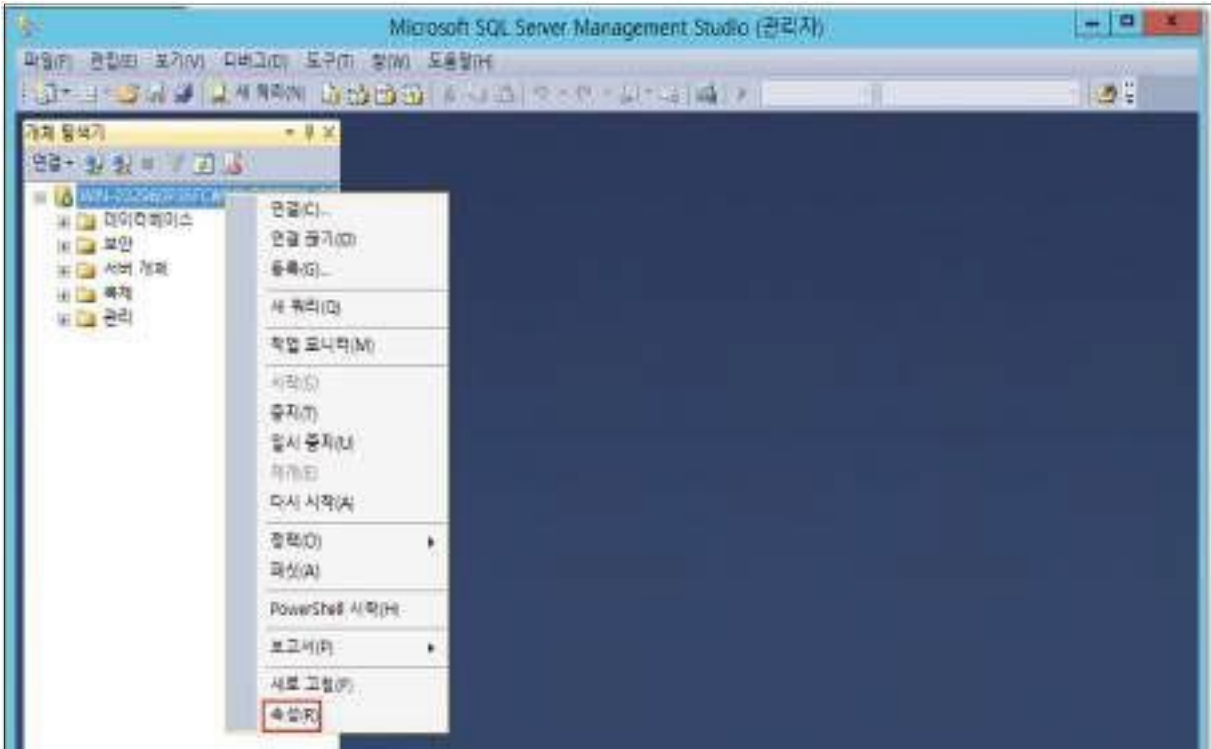 Microsoft SQL Server Management Studio (관리자)
파일(F) 편집(E) 보기(V) 디버그(D) 도구(T) 창(W) 도움말(H)
새 쿼리(N)
개체 탐색기
연결
데이터베이스
보안
서버 개체
복제
관리
연결(C)...
연결 끊기(D)
등록(G)...
새 쿼리(Q)
작업 모니터(M)
시작(S)
중지(T)
일시 중지(U)
재개(E)
다시 시작(A)
정책(O)
패싯(A)
PowerShell 시작(H)
보고서(P)
새로 고침(F)
속성(R)